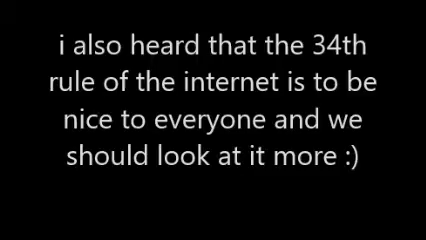 i also heard that the 34th
rule of the internet is to be
nice to everyone and we
should look at it more :)